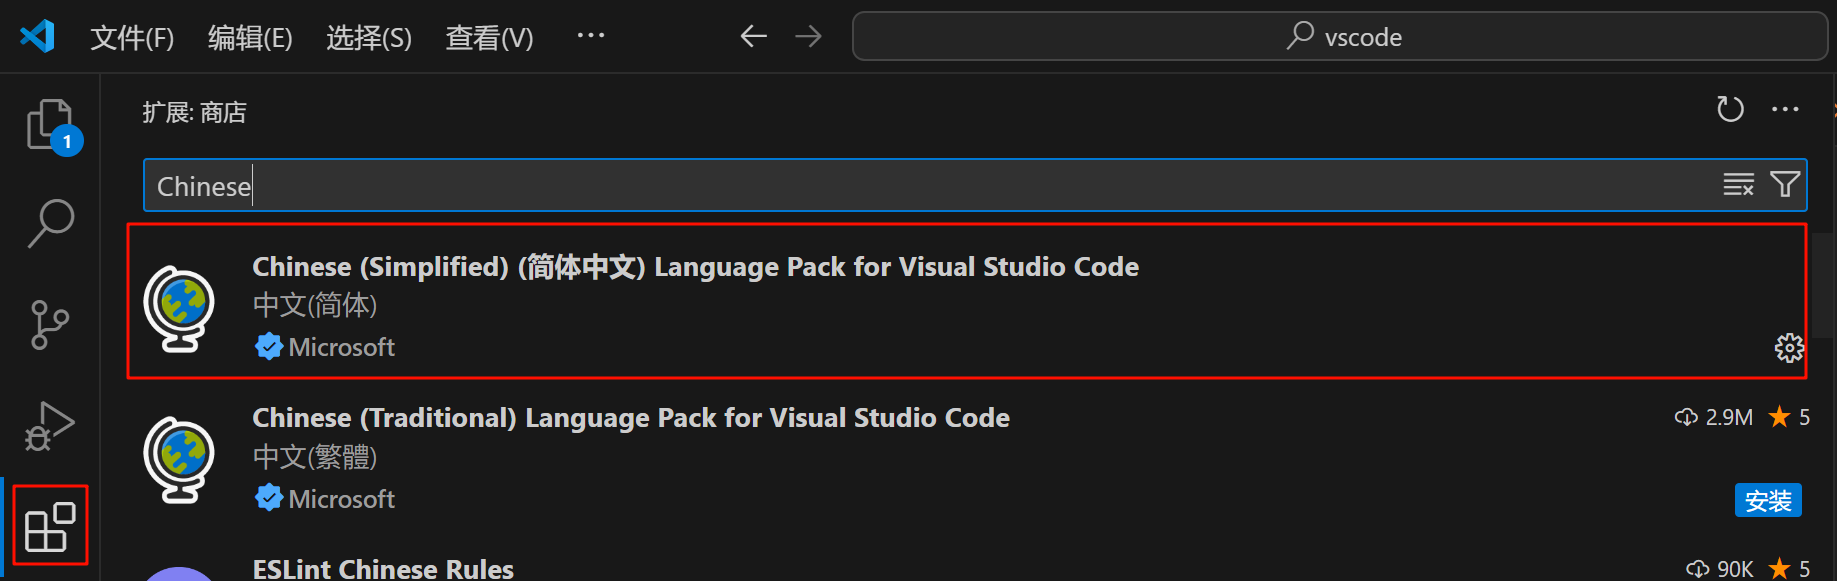 文件(F) 编辑(E) 选择(S) 查看(V) ··· vscode
1
扩展: 商店
Chinese
Chinese (Simplified) (简体中文) Language Pack for Visual Studio Code
中文(简体)
Microsoft
Chinese (Traditional) Language Pack for Visual Studio Code 2.9M 5
中文(繁體)
Microsoft
安装
ESLint Chinese Rules 90K 5